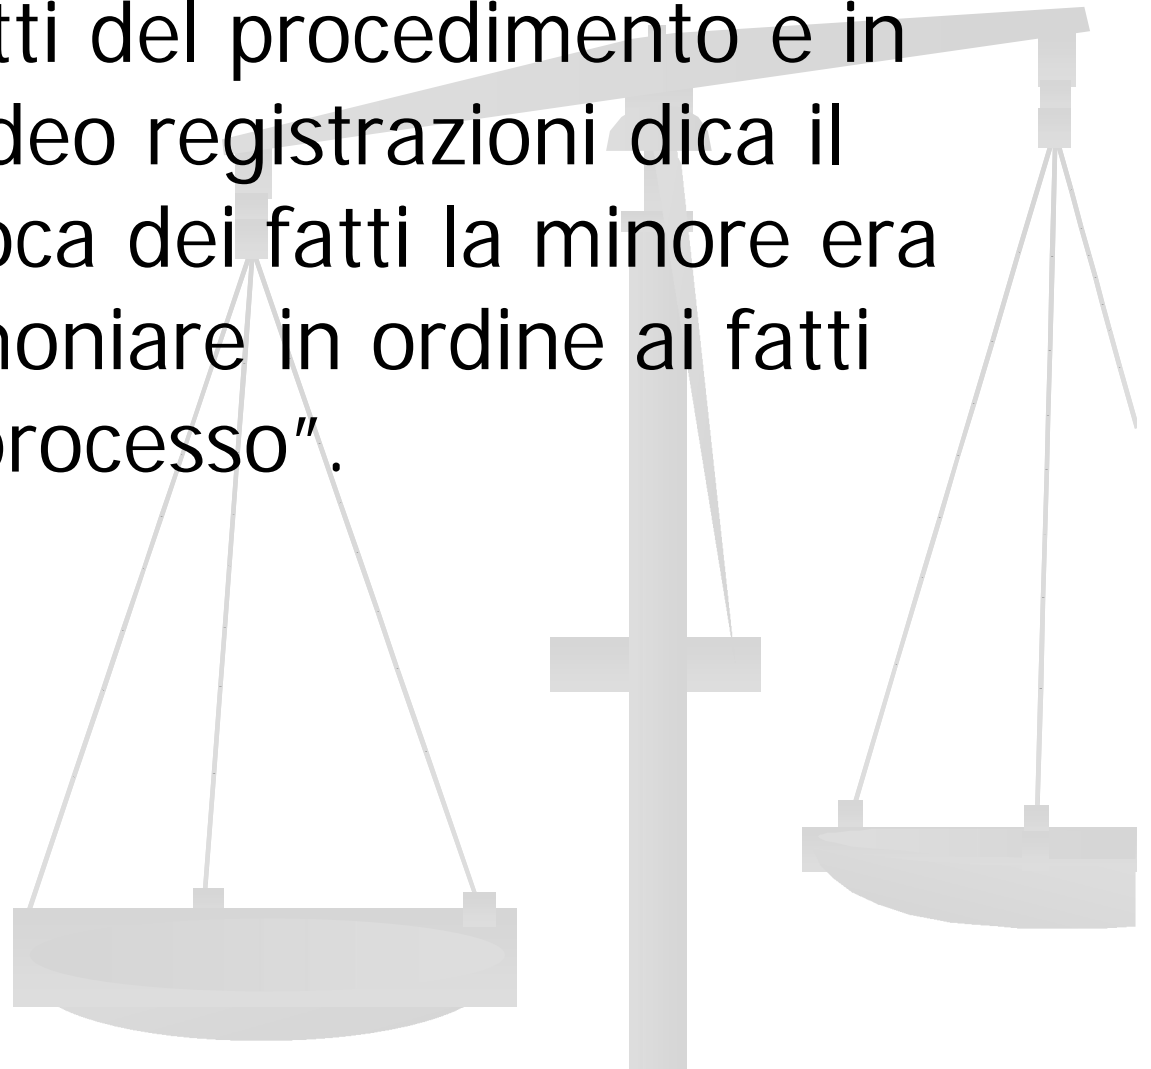 tti del procedimento e in
deo registrazioni dica il
oca dei fatti la minore era
noniare in ordine ai fatti
processo".